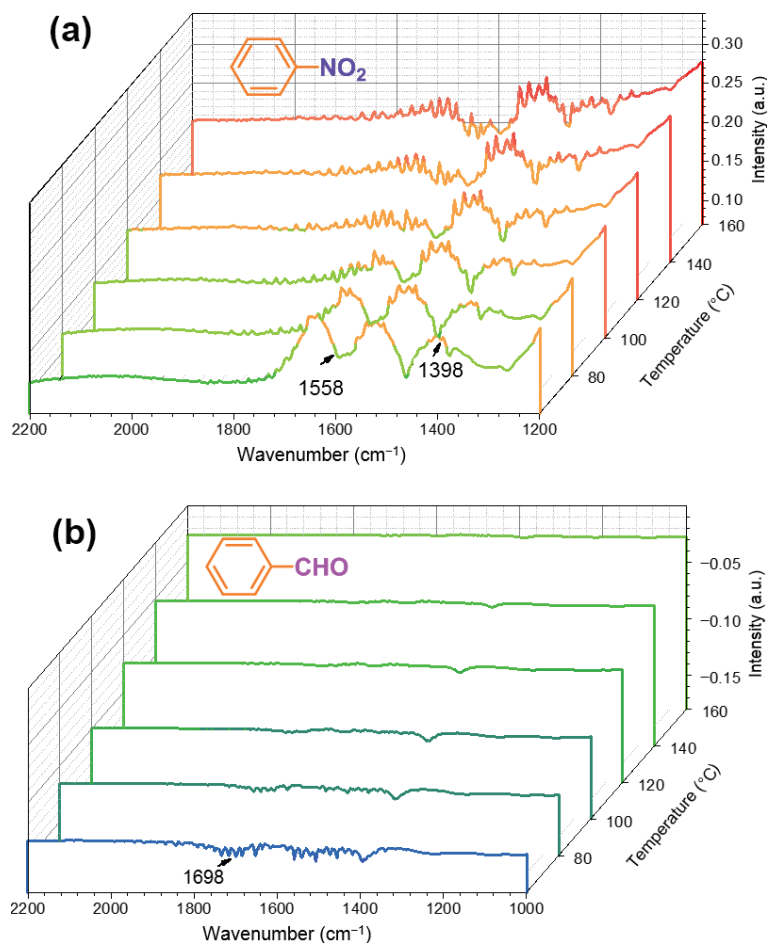 (a)
NO₂
0.30
0.25
0.20
0.15
0.10
Intensity (a.u.)
160
140
120
100
80
Temperature (°C)
1558
1398
2200 2000 1800 1600 1400 1200
Wavenumber (cm⁻¹)
(b)
CHO
−0.05
−0.10
−0.15
Intensity (a.u.)
160
140
120
100
80
Temperature (°C)
1698
2200 2000 1800 1600 1400 1200 1000
Wavenumber (cm⁻¹)